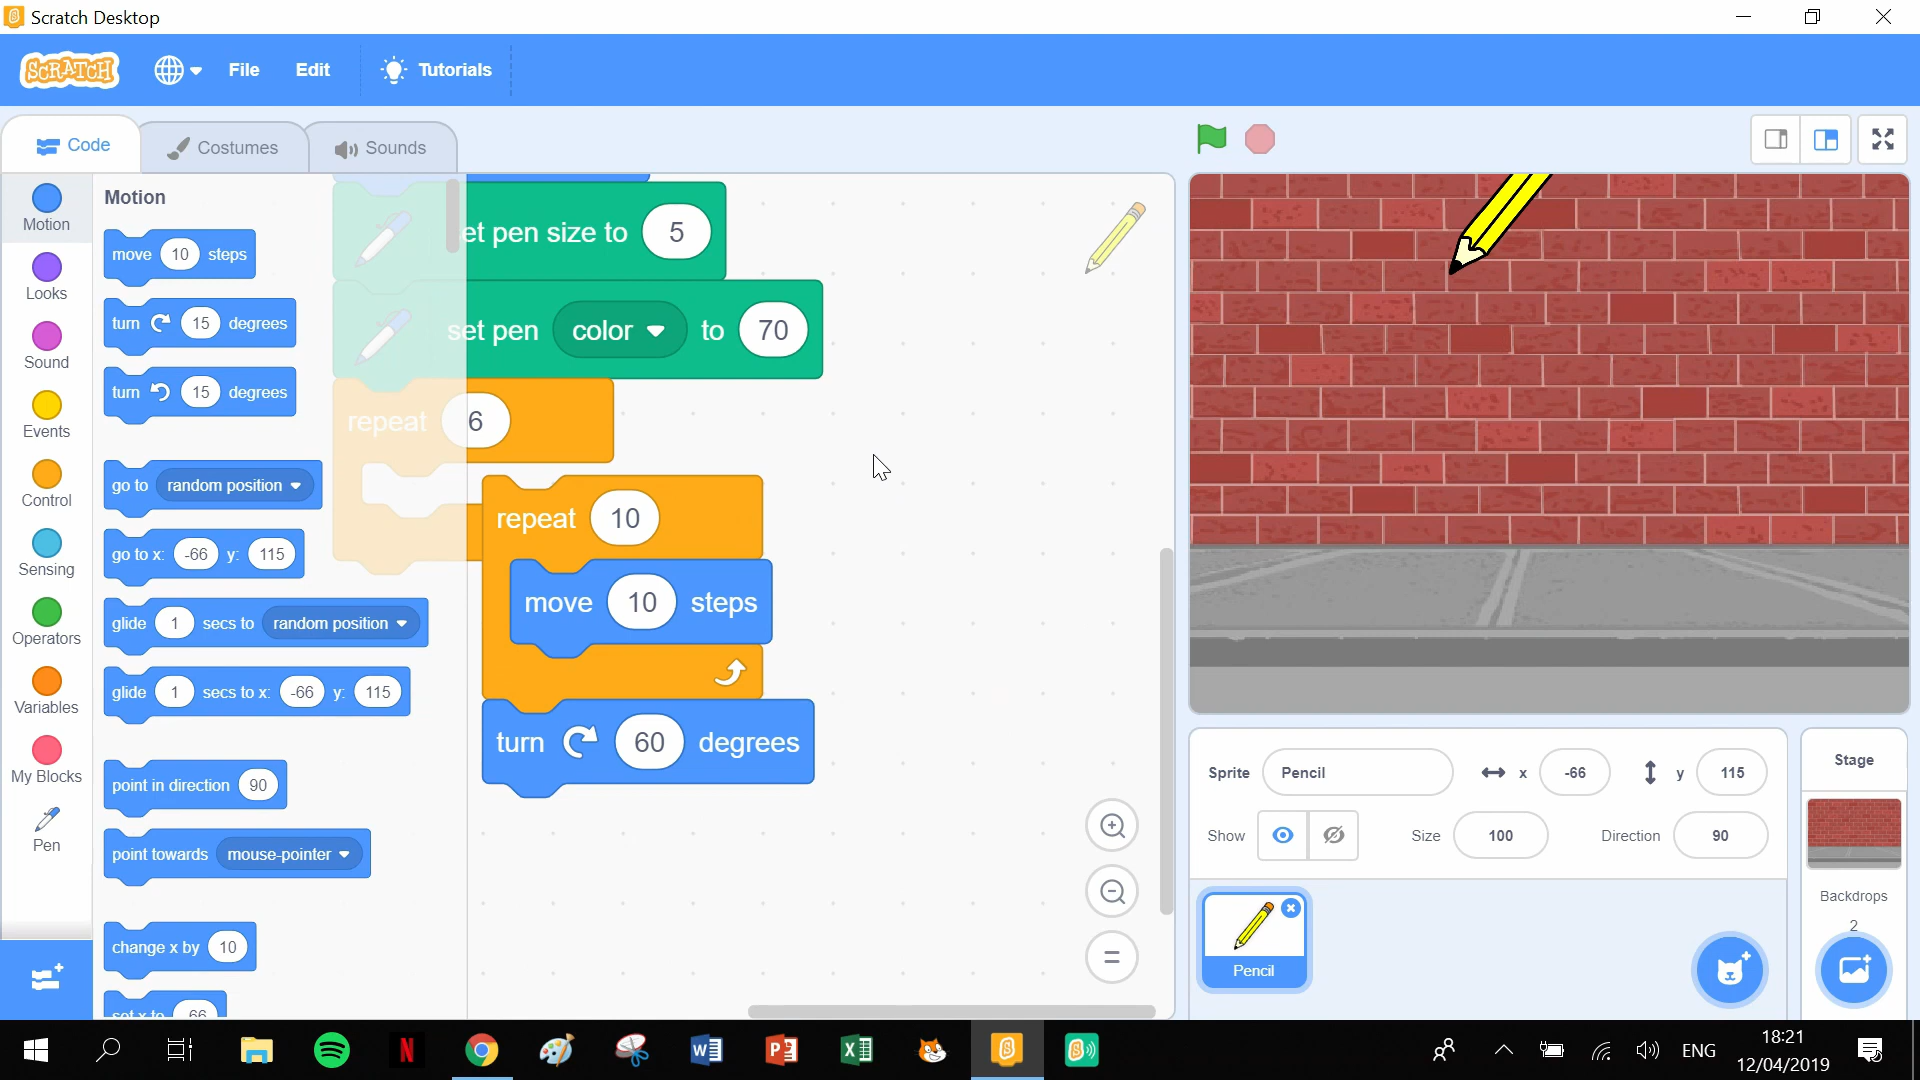 Scratch Desktop
SCRATCH
File
Edit
Tutorials
Code
Costumes
Sounds
Motion
Looks
Sound
Events
Control
Sensing
Operators
Variables
My Blocks
Pen
Motion
move 10 steps
turn 15 degrees
turn 15 degrees
go to random position
go to x: -66 y: 115
glide 1 secs to random position
glide 1 secs to x: -66 y: 115
point in direction 90
point towards mouse-pointer
change x by 10
set x to -66
et pen size to 5
set pen color to 70
repeat 6
repeat 10
move 10 steps
turn 60 degrees
Sprite Pencil x -66 y 115
Show Size 100 Direction 90
Pencil
Stage
Backdrops
2
ENG
18:21
12/04/2019